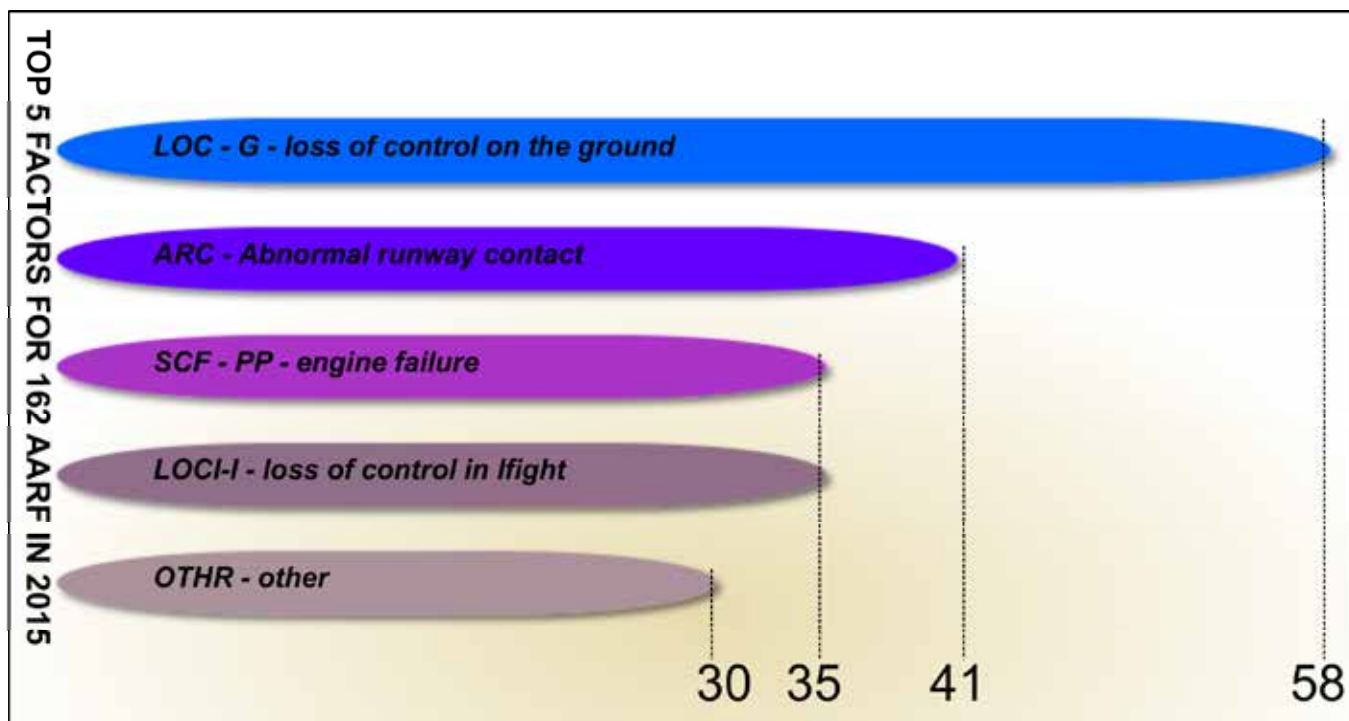 TOP 5 FACTORS FOR 162 AARF IN 2015
LOC - G - loss of control on the ground
ARC - Abnormal runway contact
SCF - PP - engine failure
LOCI-I - loss of control in lfight
OTHR - other
30 35 41 58